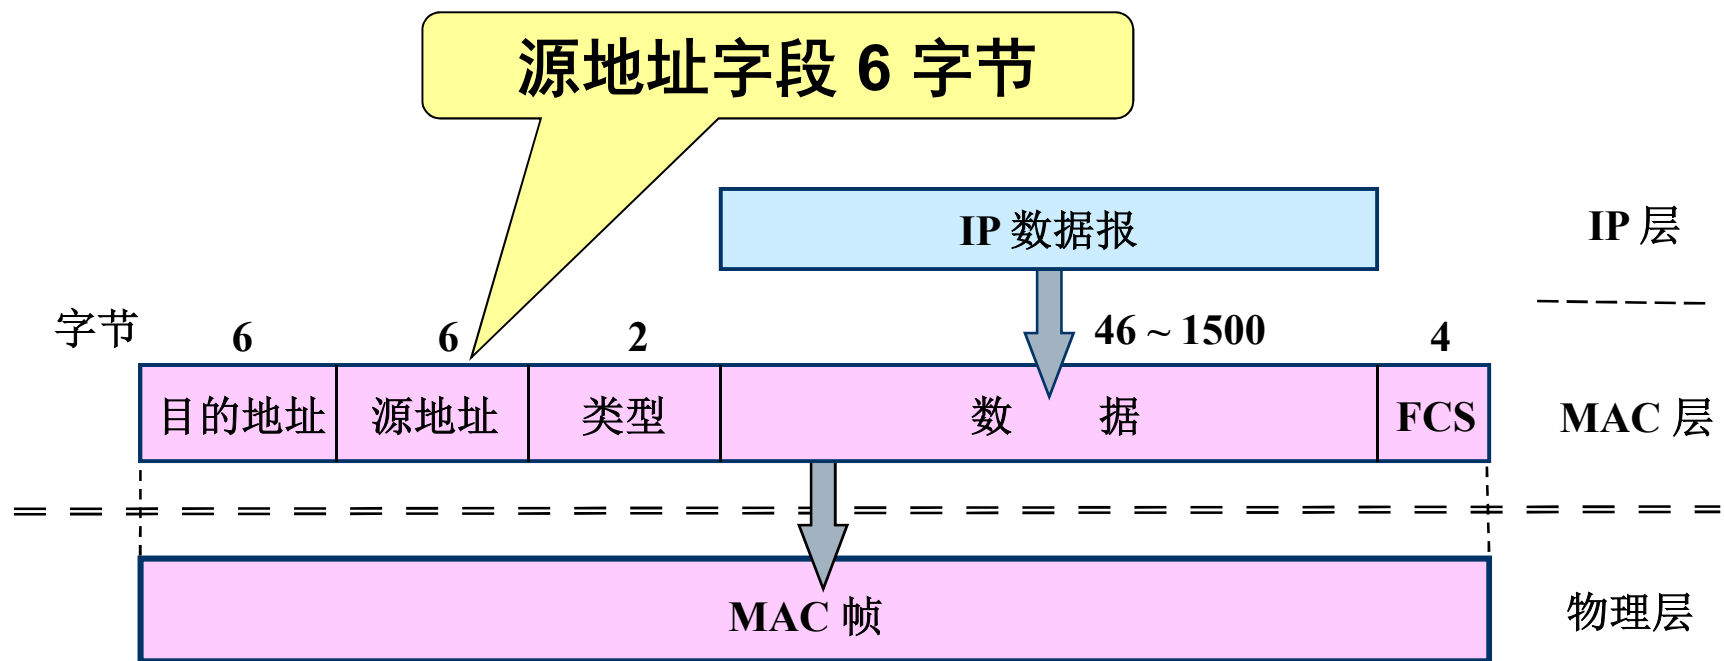 源地址字段 6 字节
IP 数据报
IP 层
字节
6
6
2
46 ~ 1500
4
目的地址
源地址
类型
数 据
FCS
MAC 层
MAC 帧
物理层